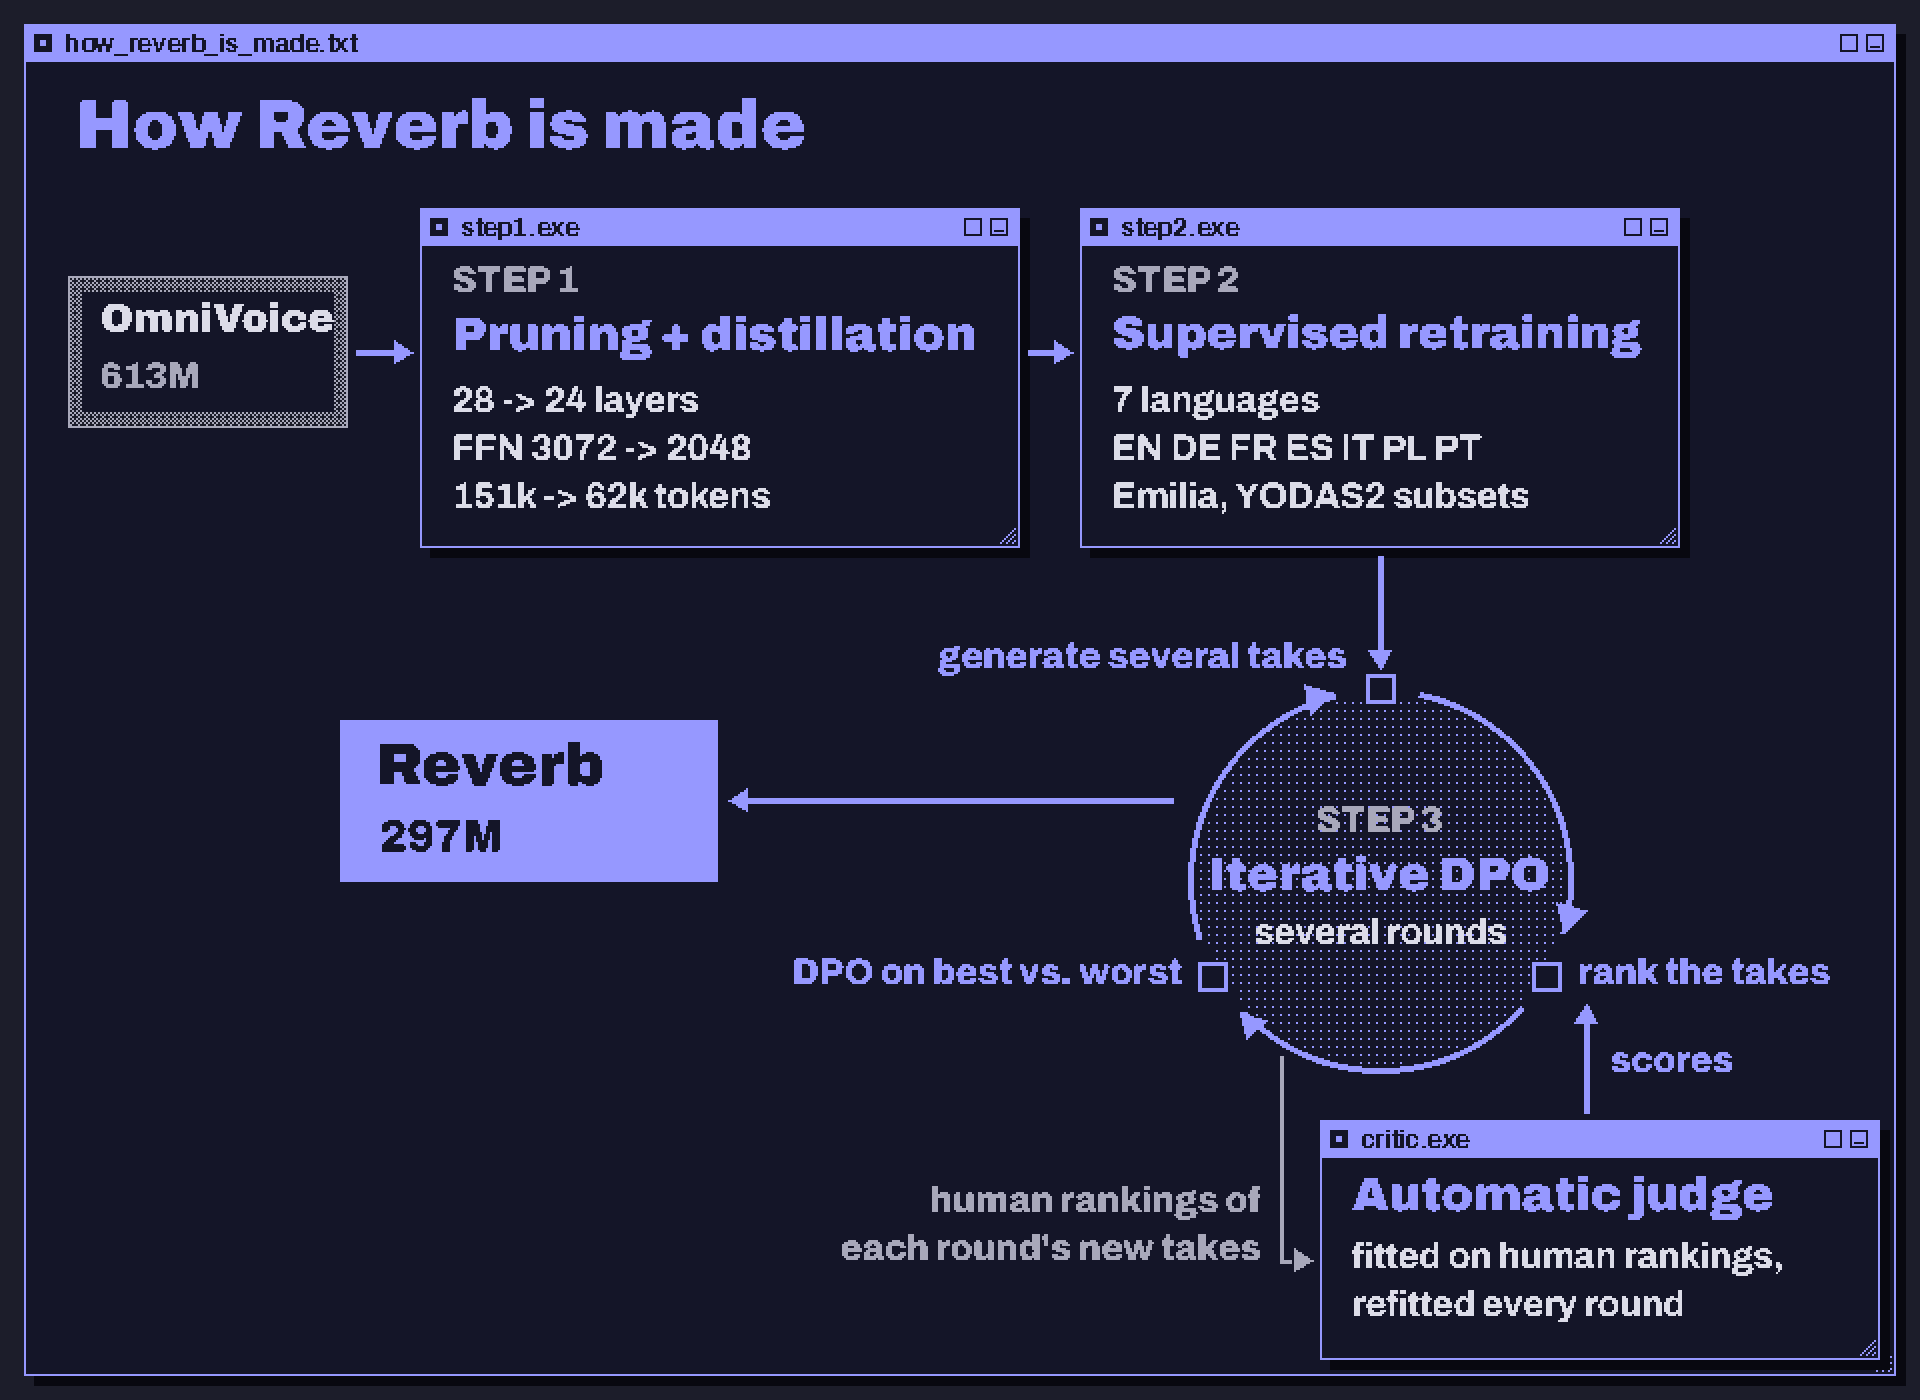 how_reverb_is_made.txt
How Reverb is made
OmniVoice
613M
step1.exe
STEP 1
Pruning + distillation
28 -> 24 layers
FFN 3072 -> 2048
151k -> 62k tokens
step2.exe
STEP 2
Supervised retraining
7 languages
EN DE FR ES IT PL PT
Emilia, YODAS2 subsets
generate several takes
Reverb
297M
STEP 3
Iterative DPO
several rounds
DPO on best vs. worst
rank the takes
scores
human rankings of
each round's new takes
critic.exe
Automatic judge
fitted on human rankings,
refitted every round